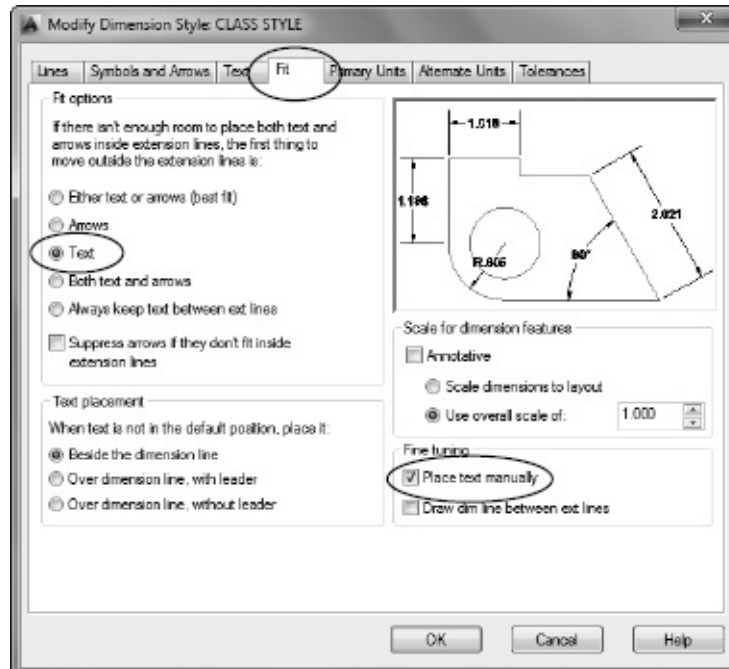 Modify Dimension Style: CLASS STYLE
Lines Symbols and Arrows Text Fit Primary Units Alternate Units Tolerances
Fit options
If there isn't enough room to place both text and
arrows inside extension lines, the first thing to
move outside the extension lines is:
Either text or arrows (best fit)
Arrows
Text
Both text and arrows
Always keep text between ext lines
Suppress arrows if they don't fit inside
extension lines
Text placement
When text is not in the default position, place it:
Beside the dimension line
Over dimension line, with leader
Over dimension line, without leader
1.018
1.196
2.021
R.805
60°
Scale for dimension features
Annotative
Scale dimensions to layout
Use overall scale of: 1.000
Fine tuning
Place text manually
Draw dim line between ext lines
OK Cancel Help